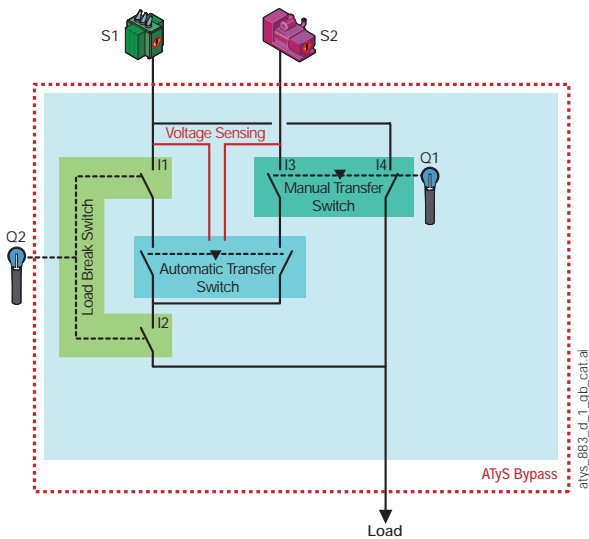 S1
S2
Voltage Sensing
I1
I3
I4
Q1
Manual Transfer
Switch
Q2
Load Break Switch
Automatic Transfer
Switch
I2
ATyS Bypass
atys_883_d_1_gb_cat.ai
Load